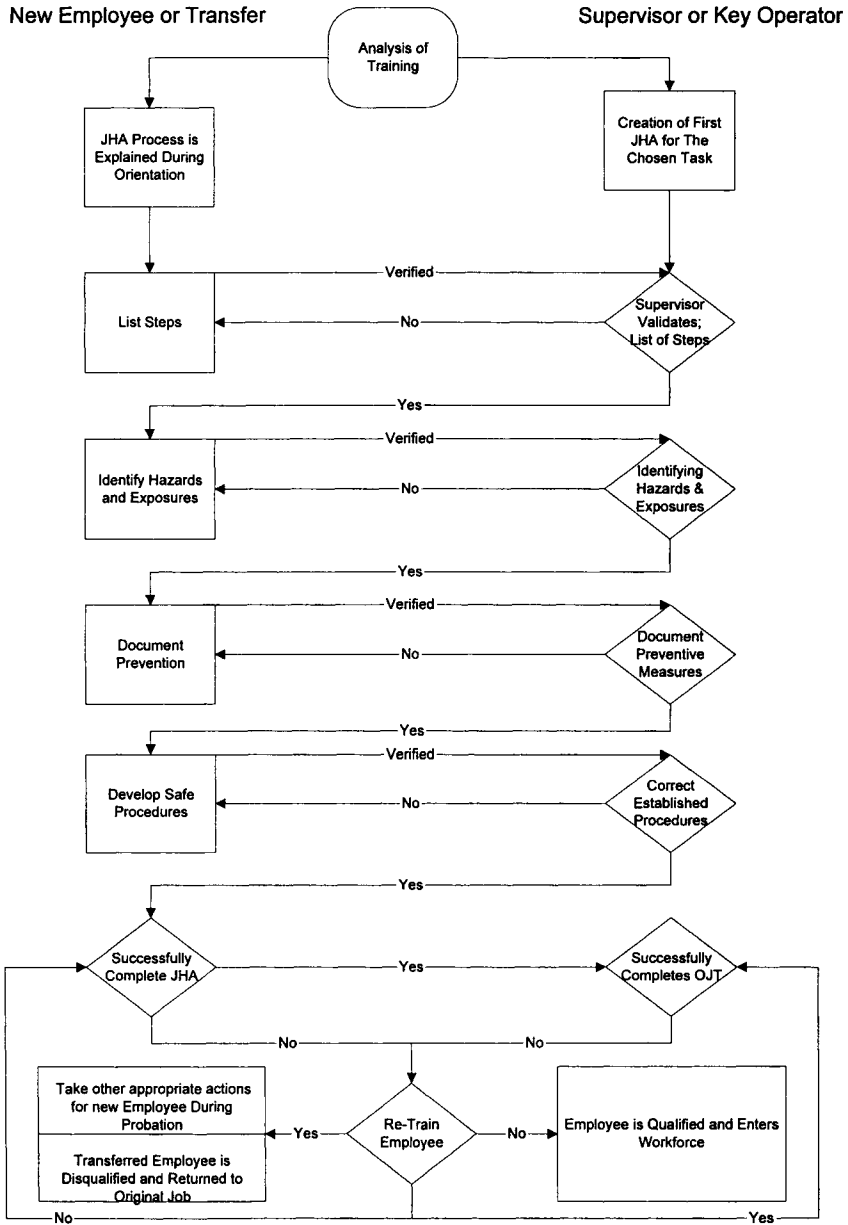 New Employee or Transfer
Supervisor or Key Operator
Analysis of
Training
JHA Process is
Explained During
Orientation
Creation of First
JHA for The
Chosen Task
Verified
List Steps
No
Supervisor
Validates;
List of Steps
Yes
Verified
Identify Hazards
and Exposures
No
Identifying
Hazards &
Exposures
Yes
Verified
Document
Prevention
No
Document
Preventive
Measures
Yes
Verified
Develop Safe
Procedures
No
Correct
Established
Procedures
Yes
Successfully
Complete JHA
Yes
Successfully
Completes OJT
No
No
Take other appropriate actions
for new Employee During
Probation
Transferred Employee is
Disqualified and Returned to
Original Job
Yes
Re-Train
Employee
No
Employee is Qualified and Enters
Workforce
No
Yes